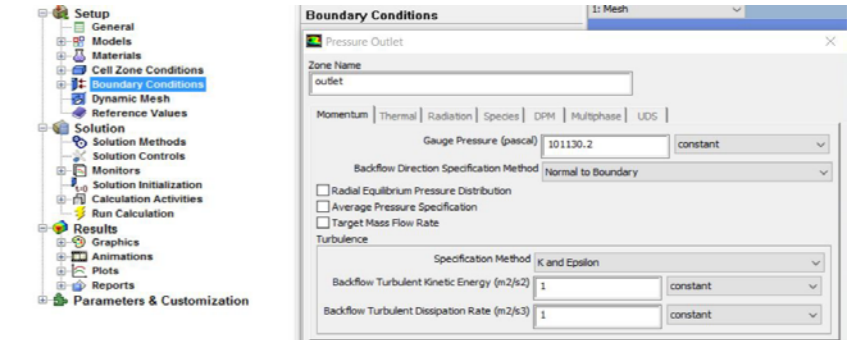 Setup
General
Models
Materials
Cell Zone Conditions
Boundary Conditions
Dynamic Mesh
Reference Values
Solution
Solution Methods
Solution Controls
Monitors
Solution Initialization
Calculation Activities
Run Calculation
Results
Graphics
Animations
Plots
Reports
Parameters & Customization
Boundary Conditions
1: Mesh
Pressure Outlet
Zone Name
outlet
Momentum Thermal Radiation Species DPM Multiphase UDS
Gauge Pressure (pascal) 101130.2 constant
Backflow Direction Specification Method Normal to Boundary
Radial Equilibrium Pressure Distribution
Average Pressure Specification
Target Mass Flow Rate
Turbulence
Specification Method K and Epsilon
Backflow Turbulent Kinetic Energy (m2/s2) 1 constant
Backflow Turbulent Dissipation Rate (m2/s3) 1 constant